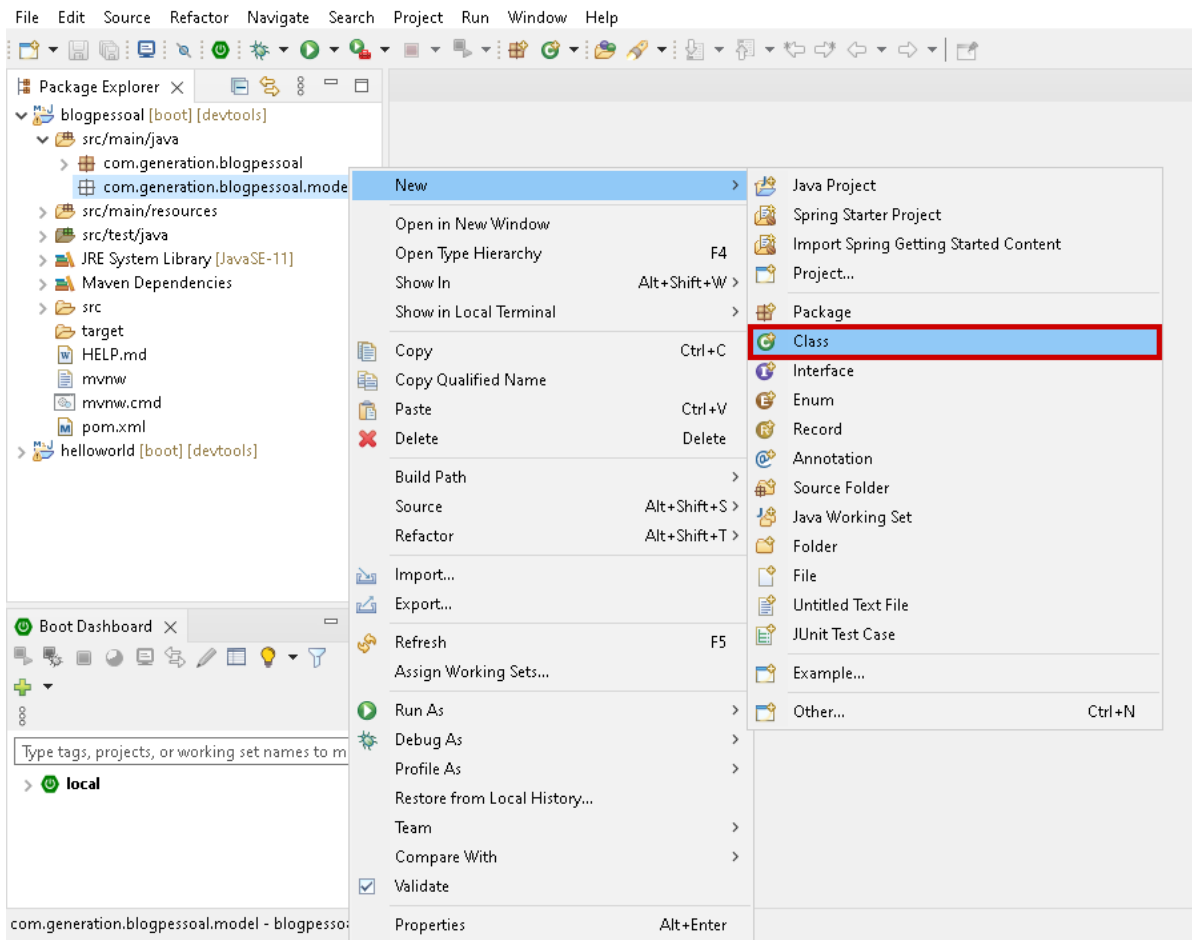 File Edit Source Refactor Navigate Search Project Run Window Help
Package Explorer
blogpessoal [boot] [devtools]
src/main/java
com.generation.blogpessoal
com.generation.blogpessoal.mode
src/main/resources
src/test/java
JRE System Library [JavaSE-11]
Maven Dependencies
src
target
HELP.md
mvnw
mvnw.cmd
pom.xml
helloworld [boot] [devtools]
Boot Dashboard
Type tags, projects, or working set names to m
local
com.generation.blogpessoal.model - blogpesso
New
Open in New Window
Open Type Hierarchy F4
Show In Alt+Shift+W
Show in Local Terminal
Copy Ctrl+C
Copy Qualified Name
Paste Ctrl+V
Delete Delete
Build Path
Source Alt+Shift+S
Refactor Alt+Shift+T
Import...
Export...
Refresh F5
Assign Working Sets...
Run As
Debug As
Profile As
Restore from Local History...
Team
Compare With
Validate
Properties Alt+Enter
Java Project
Spring Starter Project
Import Spring Getting Started Content
Project...
Package
Class
Interface
Enum
Record
Annotation
Source Folder
Java Working Set
Folder
File
Untitled Text File
JUnit Test Case
Example...
Other... Ctrl+N